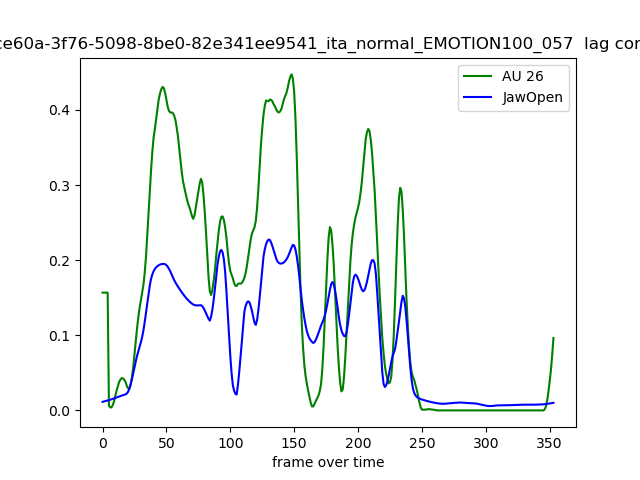 ce60a-3f76-5098-8be0-82e341ee9541_ita_normal_EMOTION100_057 lag cor
AU 26
JawOpen
0.4
0.3
0.2
0.1
0.0
0 50 100 150 200 250 300 350
frame over time